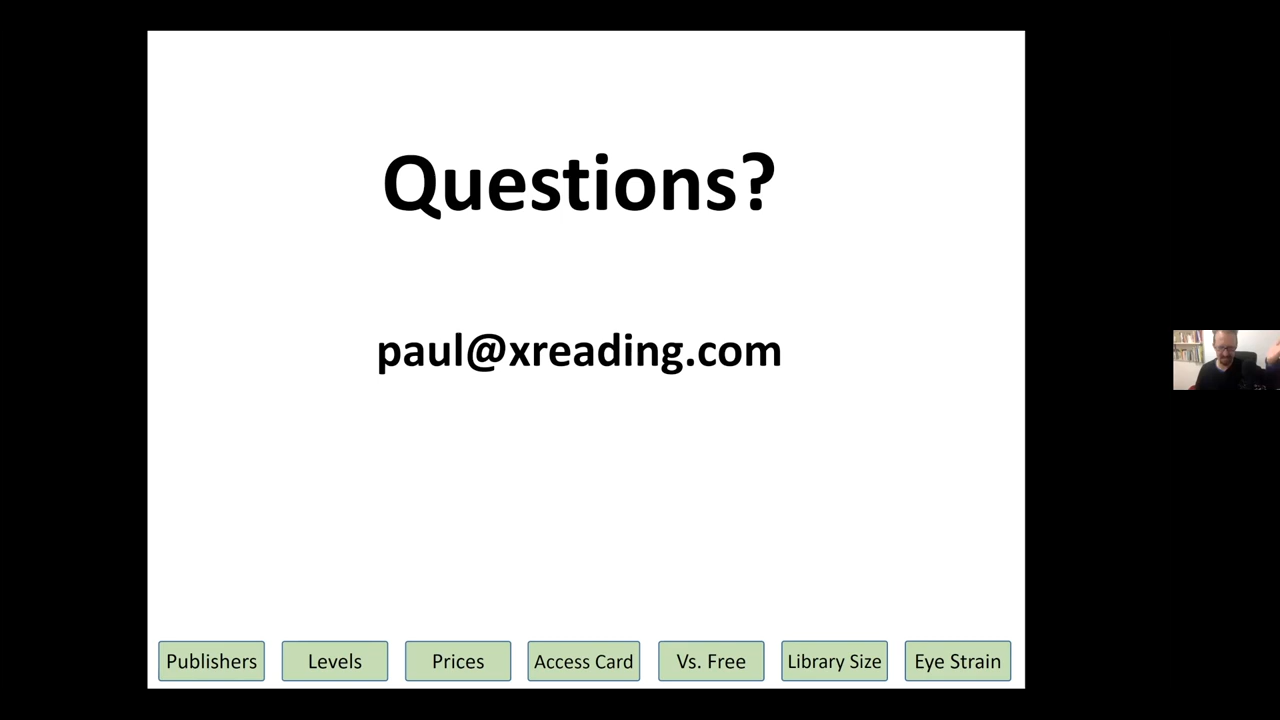 Questions?
paul@xreading.com
Publishers Levels Prices Access Card Vs. Free Library Size Eye Strain